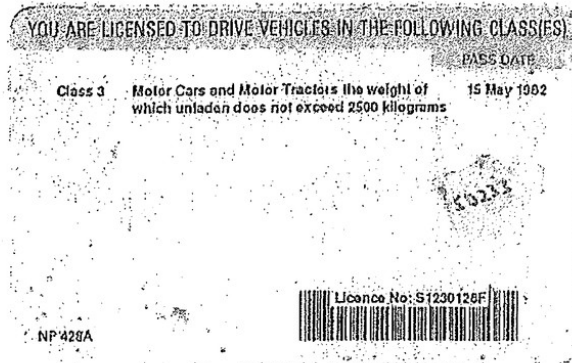 YOU ARE LICENSED TO DRIVE VEHICLES IN THE FOLLOWING CLASS(ES)
PASS DATE
Class 3 Motor Cars and Motor Tractors the weight of which unladen does not exceed 2500 kilograms 15 May 1982
Licence No: S1230128F
NP 428A